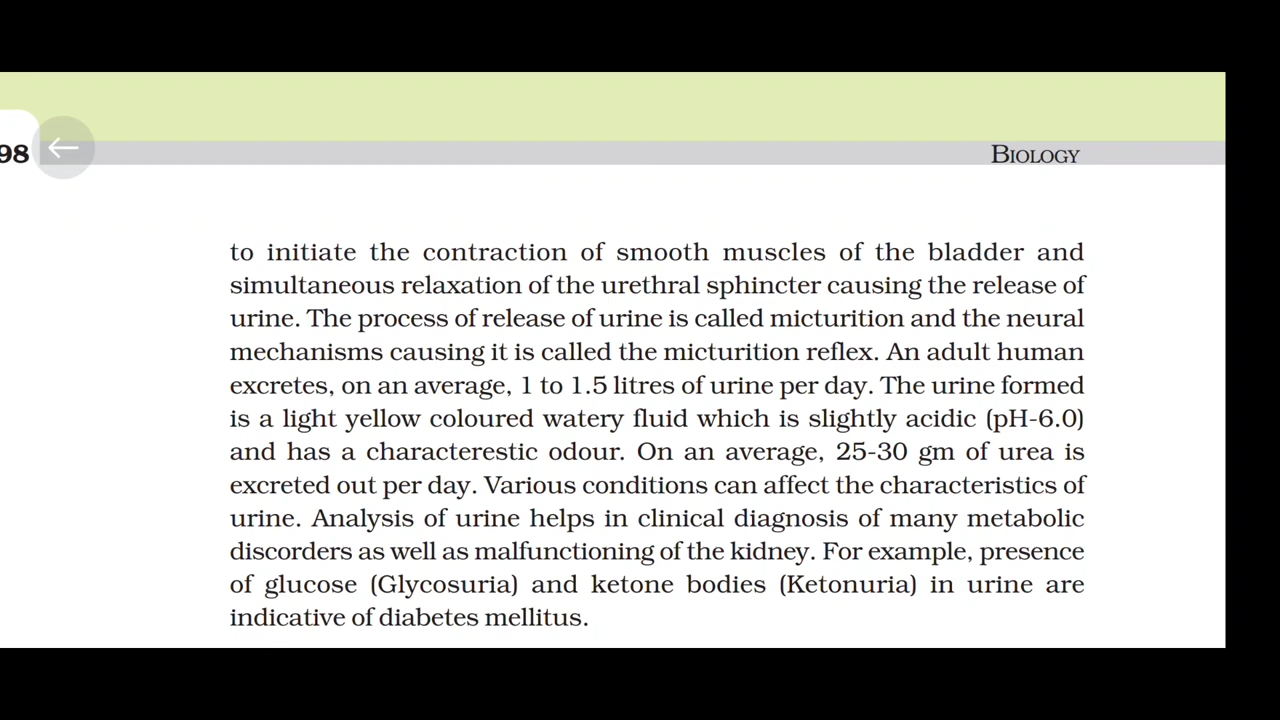 98
BIOLOGY
to initiate the contraction of smooth muscles of the bladder and
simultaneous relaxation of the urethral sphincter causing the release of
urine. The process of release of urine is called micturition and the neural
mechanisms causing it is called the micturition reflex. An adult human
excretes, on an average, 1 to 1.5 litres of urine per day. The urine formed
is a light yellow coloured watery fluid which is slightly acidic (pH-6.0)
and has a characterestic odour. On an average, 25-30 gm of urea is
excreted out per day. Various conditions can affect the characteristics of
urine. Analysis of urine helps in clinical diagnosis of many metabolic
discorders as well as malfunctioning of the kidney. For example, presence
of glucose (Glycosuria) and ketone bodies (Ketonuria) in urine are
indicative of diabetes mellitus.